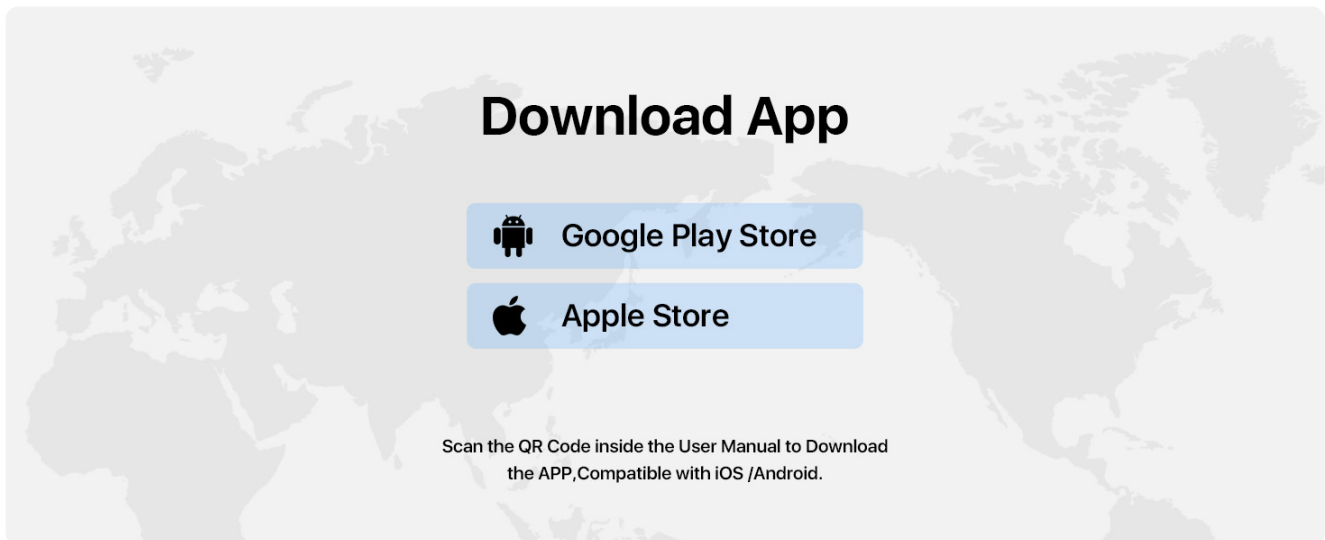 Download App
Google Play Store
Apple Store
Scan the QR Code inside the User Manual to Download
the APP,Compatible with iOS /Android.